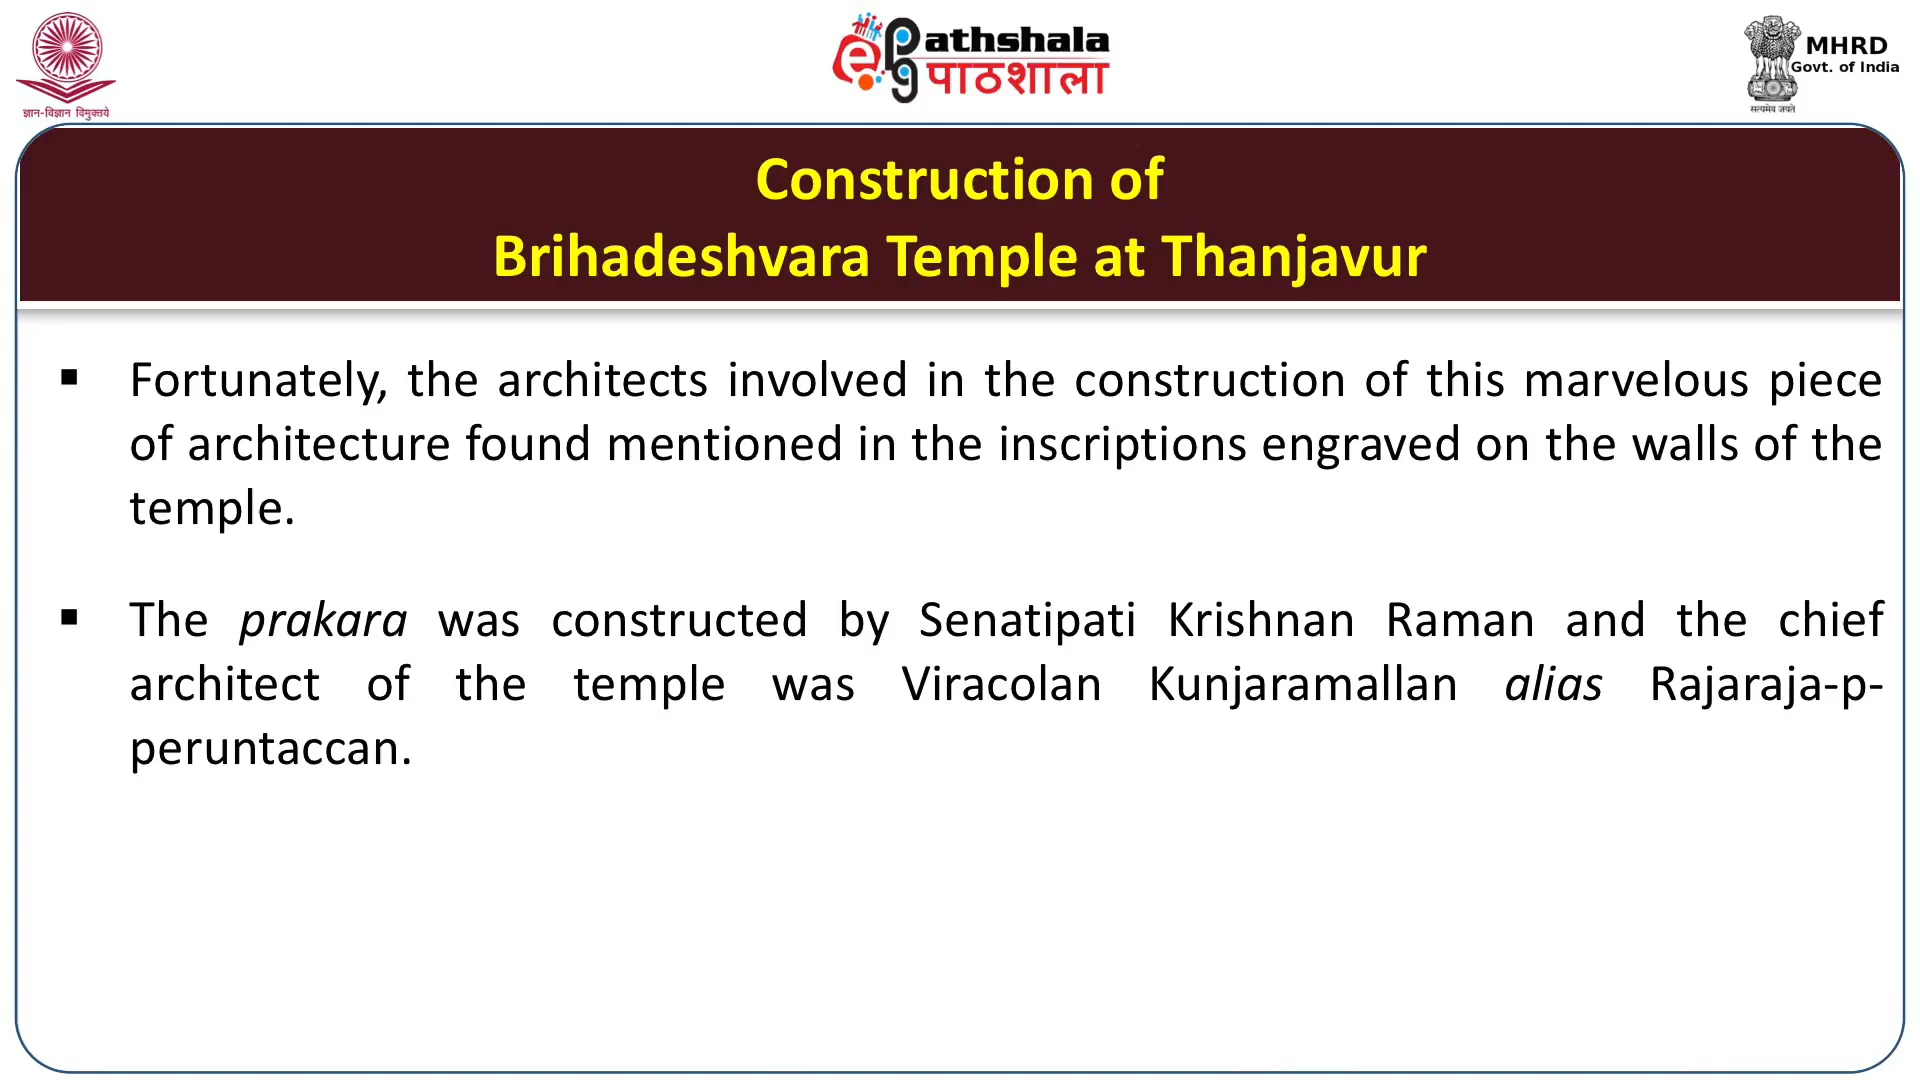 ज्ञान-विज्ञान विमुक्तये
e pg athshala
पाठशाला
MHRD
Govt. of India
सत्यमेव जयते
Construction of
Brihadeshvara Temple at Thanjavur
▪ Fortunately, the architects involved in the construction of this marvelous piece
of architecture found mentioned in the inscriptions engraved on the walls of the
temple.
▪ The prakara was constructed by Senatipati Krishnan Raman and the chief
architect of the temple was Viracolan Kunjaramallan alias Rajaraja-p-
peruntaccan.